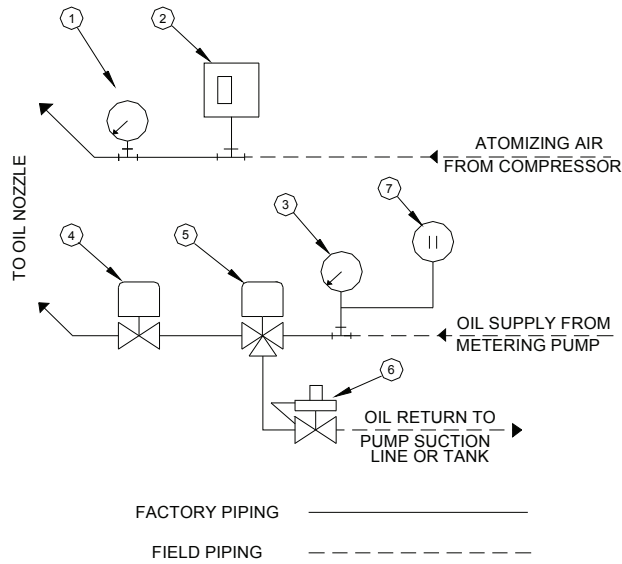 1
2
ATOMIZING AIR
FROM COMPRESSOR
7
3
TO OIL NOZZLE
4
5
OIL SUPPLY FROM
METERING PUMP
6
OIL RETURN TO
PUMP SUCTION
LINE OR TANK
FACTORY PIPING
FIELD PIPING